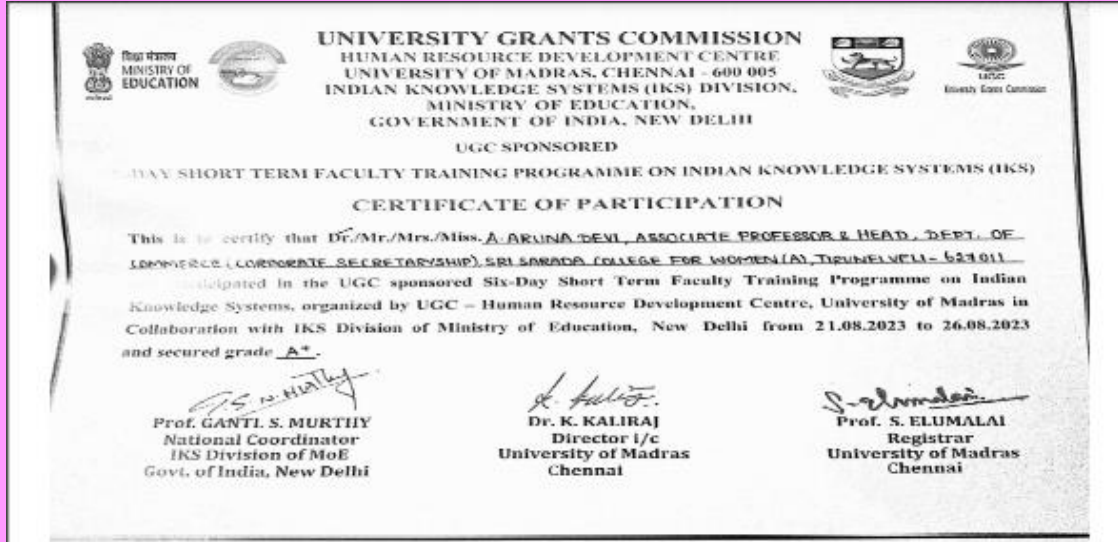 शिक्षा मंत्रालय
MINISTRY OF
EDUCATION
UNIVERSITY GRANTS COMMISSION
HUMAN RESOURCE DEVELOPMENT CENTRE
UNIVERSITY OF MADRAS, CHENNAI - 600 005
INDIAN KNOWLEDGE SYSTEMS (IKS) DIVISION,
MINISTRY OF EDUCATION,
GOVERNMENT OF INDIA, NEW DELHI
UGC
University Grants Commission
UGC SPONSORED
-DAY SHORT TERM FACULTY TRAINING PROGRAMME ON INDIAN KNOWLEDGE SYSTEMS (IKS)
CERTIFICATE OF PARTICIPATION
This is to certify that Dr./Mr./Mrs./Miss. A. ARUNA DEVI, ASSOCIATE PROFESSOR & HEAD, DEPT. OF
COMMERCE (CORPORATE SECRETARYSHIP), SRI SARADA COLLEGE FOR WOMEN (A), TIRUNELVELI - 627011
in the UGC sponsored Six-Day Short Term Faculty Training Programme on Indian
Knowledge Systems, organized by UGC – Human Resource Development Centre, University of Madras in
Collaboration with IKS Division of Ministry of Education, New Delhi from 21.08.2023 to 26.08.2023
and secured grade A+.
G.S.N. Murthy
Prof. GANTI. S. MURTHY
National Coordinator
IKS Division of MoE
Govt. of India, New Delhi
K. Kaliraj
Dr. K. KALIRAJ
Director i/c
University of Madras
Chennai
S. Elumalai
Prof. S. ELUMALAI
Registrar
University of Madras
Chennai